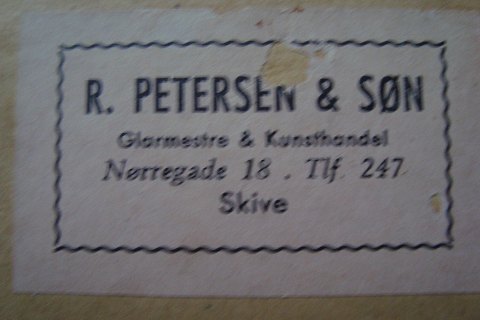 R. PETERSEN & SØN
Glarmestre & Kunsthandel
Nørregade 18 . Tlf. 247
Skive